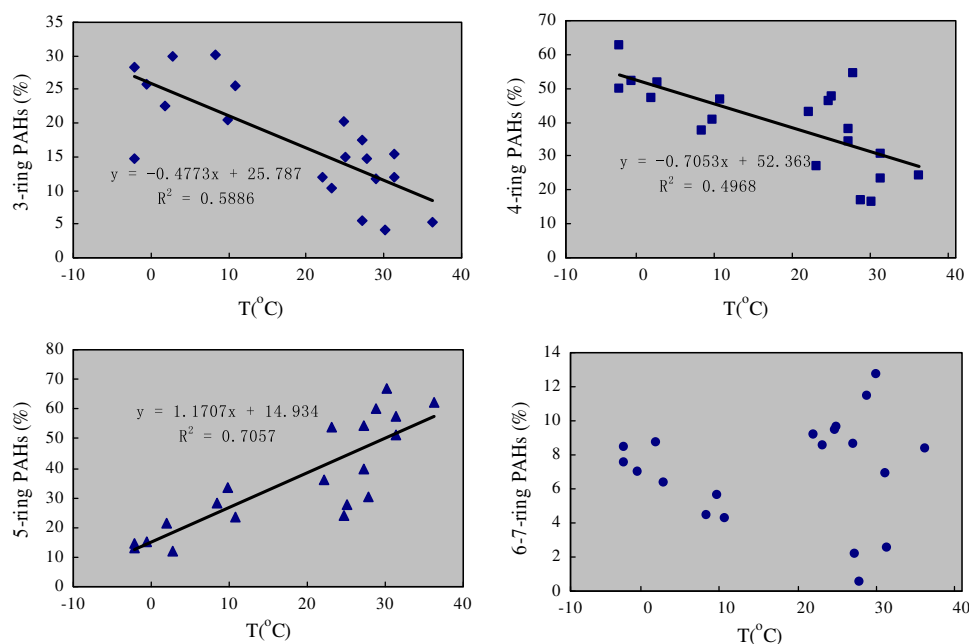 35
30
25
20
15
10
5
0
3-ring PAHs (%)
y = −0.4773x + 25.787
R² = 0.5886
-10 0 10 20 30 40
T(°C)
70
60
50
40
30
20
10
0
4-ring PAHs (%)
y = −0.7053x + 52.363
R² = 0.4968
-10 0 10 20 30 40
T(°C)
80
70
60
50
40
30
20
10
0
5-ring PAHs (%)
y = 1.1707x + 14.934
R² = 0.7057
-10 0 10 20 30 40
T(°C)
14
12
10
8
6
4
2
0
6-7-ring PAHs (%)
-10 0 10 20 30 40
T(°C)